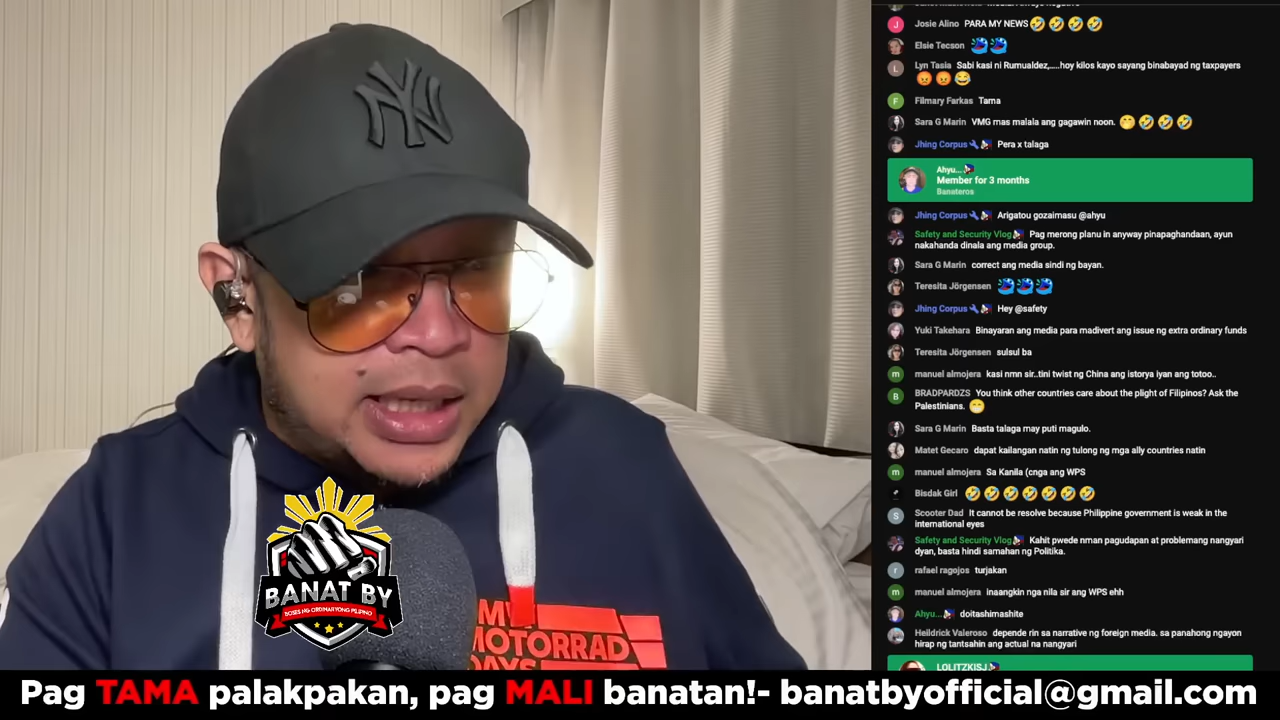 NY
BANAT BY
BOSES NG ORDINARYONG PILIPINO
MOTORRAD
DAYS
Josie Alino PARA MY NEWS🤣🤣🤣🤣
Elsie Tecson
L
Lyn Tasia Sabi kasi ni Rumualdez,.....hoy kilos kayo sayang binabayad ng taxpayers
😡😡😂
F
Filmary Farkas Tama
Sara G Marin VMG mas malala ang gagawin noon. 🤭🤣🤣🤣
Jhing Corpus🔧 Pera x talaga
Ahyu...
Member for 3 months
Banateros
Jhing Corpus🔧 Arigatou gozaimasu @ahyu
Safety and Security Vlog Pag merong planu in anyway pinapaghandaan, ayun
nakahanda dinala ang media group.
Sara G Marin correct ang media sindi ng bayan.
Teresita Jörgensen
Jhing Corpus🔧 Hey @safety
Yuki Takehara Binayaran ang media para madivert ang issue ng extra ordinary funds
Teresita Jörgensen sulsul ba
m manuel almojera kasi nmn sir..tini twist ng China ang istorya iyan ang totoo..
B BRADPARDZS You think other countries care about the plight of Filipinos? Ask the
Palestinians. 😁
Sara G Marin Basta talaga may puti magulo.
Matet Gecaro dapat kailangan natin ng tulong ng mga ally countries natin
m manuel almojera Sa Kanila (cnga ang WPS
Bisdak Girl 🤣🤣🤣🤣🤣🤣🤣
S Scooter Dad It cannot be resolve because Philippine government is weak in the
international eyes
Safety and Security Vlog Kahit pwede nman pagudapan at problemang nangyari
dyan, basta hindi samahan ng Politika.
r rafael ragojos turjakan
m manuel almojera inaangkin nga nila sir ang WPS ehh
Ahyu... doitashimashite
Heildrick Valeroso depende rin sa narrative ng foreign media. sa panahong ngayon
hirap ng tantsahin ang actual na nangyari
LOLITZKISJ
Pag TAMA palakpakan, pag MALI banatan!- banatbyofficial@gmail.com